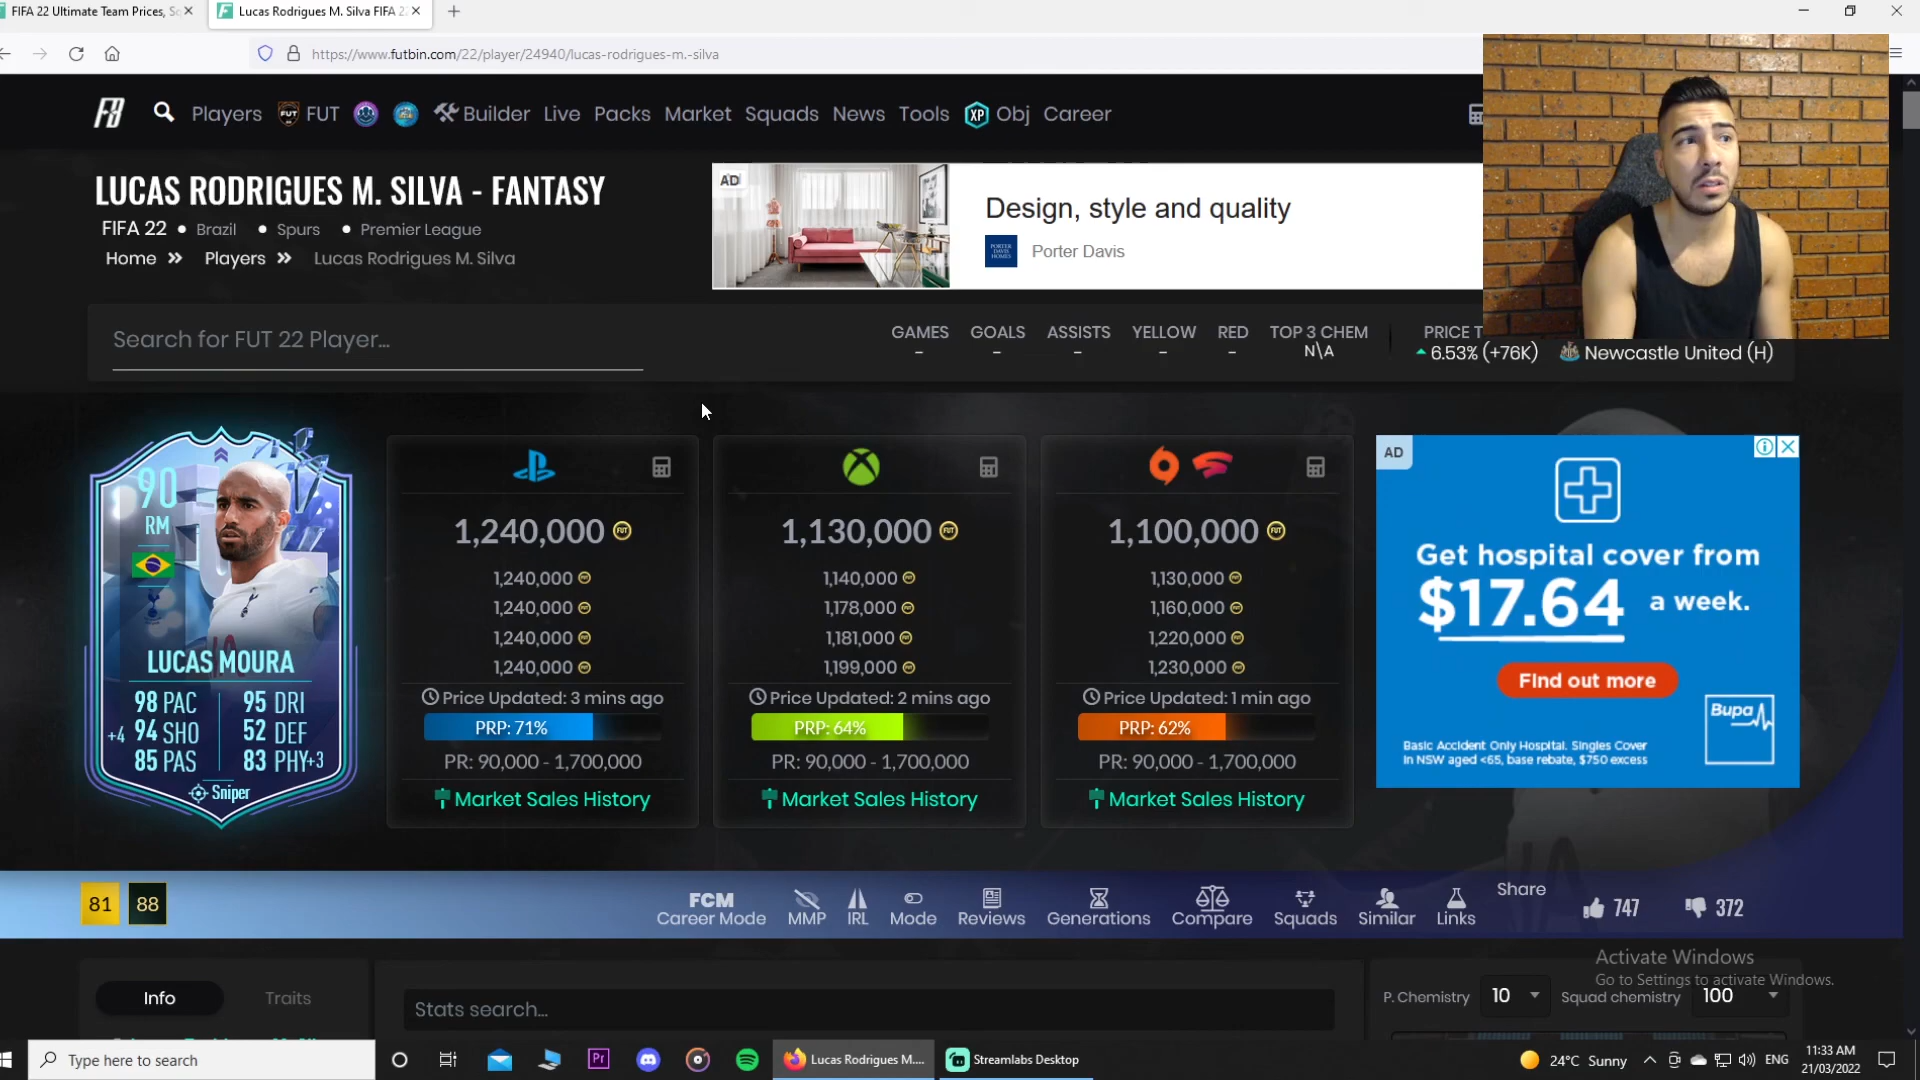 FIFA 22 Ultimate Team Prices, Sq
Lucas Rodrigues M. Silva FIFA 2
https://www.futbin.com/22/player/24940/lucas-rodrigues-m.-silva
Players FUT Builder Live Packs Market Squads News Tools XP Obj Career
LUCAS RODRIGUES M. SILVA - FANTASY
FIFA 22 • Brazil • Spurs • Premier League
Home » Players » Lucas Rodrigues M. Silva
AD
Design, style and quality
PORTER DAVIS HOMES
Porter Davis
Search for FUT 22 Player...
GAMES GOALS ASSISTS YELLOW RED TOP 3 CHEM PRICE T
- - - - - N\A 6.53% (+76K) Newcastle United (H)
90
RM
LUCAS MOURA
98 PAC 95 DRI
+4 94 SHO 52 DEF
85 PAS 83 PHY+3
Sniper
1,240,000
1,240,000
1,240,000
1,240,000
1,240,000
Price Updated: 3 mins ago
PRP: 71%
PR: 90,000 - 1,700,000
Market Sales History
1,130,000
1,140,000
1,178,000
1,181,000
1,199,000
Price Updated: 2 mins ago
PRP: 64%
PR: 90,000 - 1,700,000
Market Sales History
1,100,000
1,130,000
1,160,000
1,220,000
1,230,000
Price Updated: 1 min ago
PRP: 62%
PR: 90,000 - 1,700,000
Market Sales History
AD
Get hospital cover from
$17.64 a week.
Find out more
Bupa
Basic Accident Only Hospital. Singles Cover
in NSW aged <65, base rebate, $750 excess
81 88
FCM
Career Mode MMP IRL Mode Reviews Generations Compare Squads Similar Links Share 747 372
Activate Windows
Go to Settings to activate Windows.
Info Traits
Stats search...
P. Chemistry 10 Squad chemistry 100
Type here to search
Pr
Lucas Rodrigues M....
Streamlabs Desktop
24°C Sunny
ENG
11:33 AM
21/03/2022